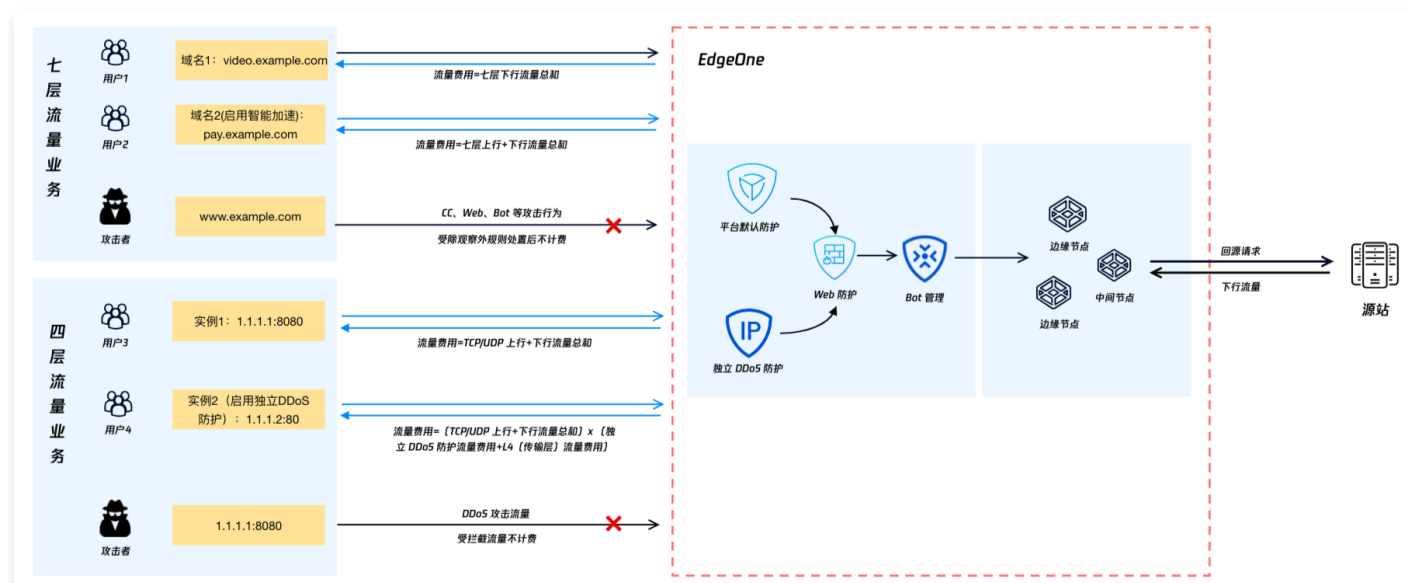 七层流量业务
用户1
域名1：video.example.com
流量费用=七层下行流量总和
用户2
域名2(启用智能加速):
pay.example.com
流量费用=七层上行+下行流量总和
攻击者
www.example.com
CC、Web、Bot 等攻击行为
受除观察外规则处置后不计费
四层流量业务
用户3
实例1：1.1.1.1:8080
流量费用=TCP/UDP 上行+下行流量总和
用户4
实例2（启用独立DDoS
防护）：1.1.1.2:80
流量费用=（TCP/UDP 上行+下行流量总和）x（独
立 DDoS 防护流量费用+L4（传输层）流量费用）
攻击者
1.1.1.1:8080
DDoS 攻击流量
受拦截流量不计费
EdgeOne
平台默认防护
Web 防护
Bot 管理
IP
独立 DDoS 防护
边缘节点
中间节点
边缘节点
回源请求
下行流量
源站